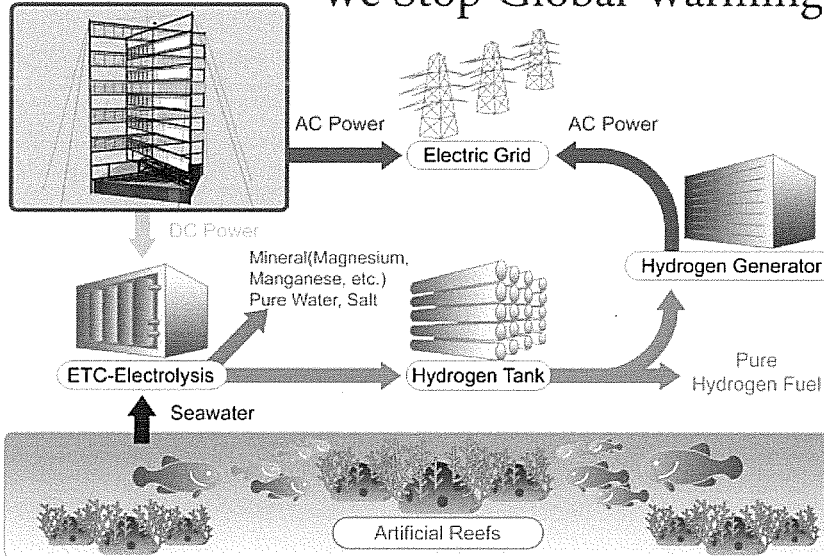 We Stop Global Warming
AC Power
AC Power
Electric Grid
DC Power
Mineral(Magnesium,
Manganese, etc.)
Pure Water, Salt
Hydrogen Generator
ETC-Electrolysis
Hydrogen Tank
Pure
Hydrogen Fuel
Seawater
Artificial Reefs